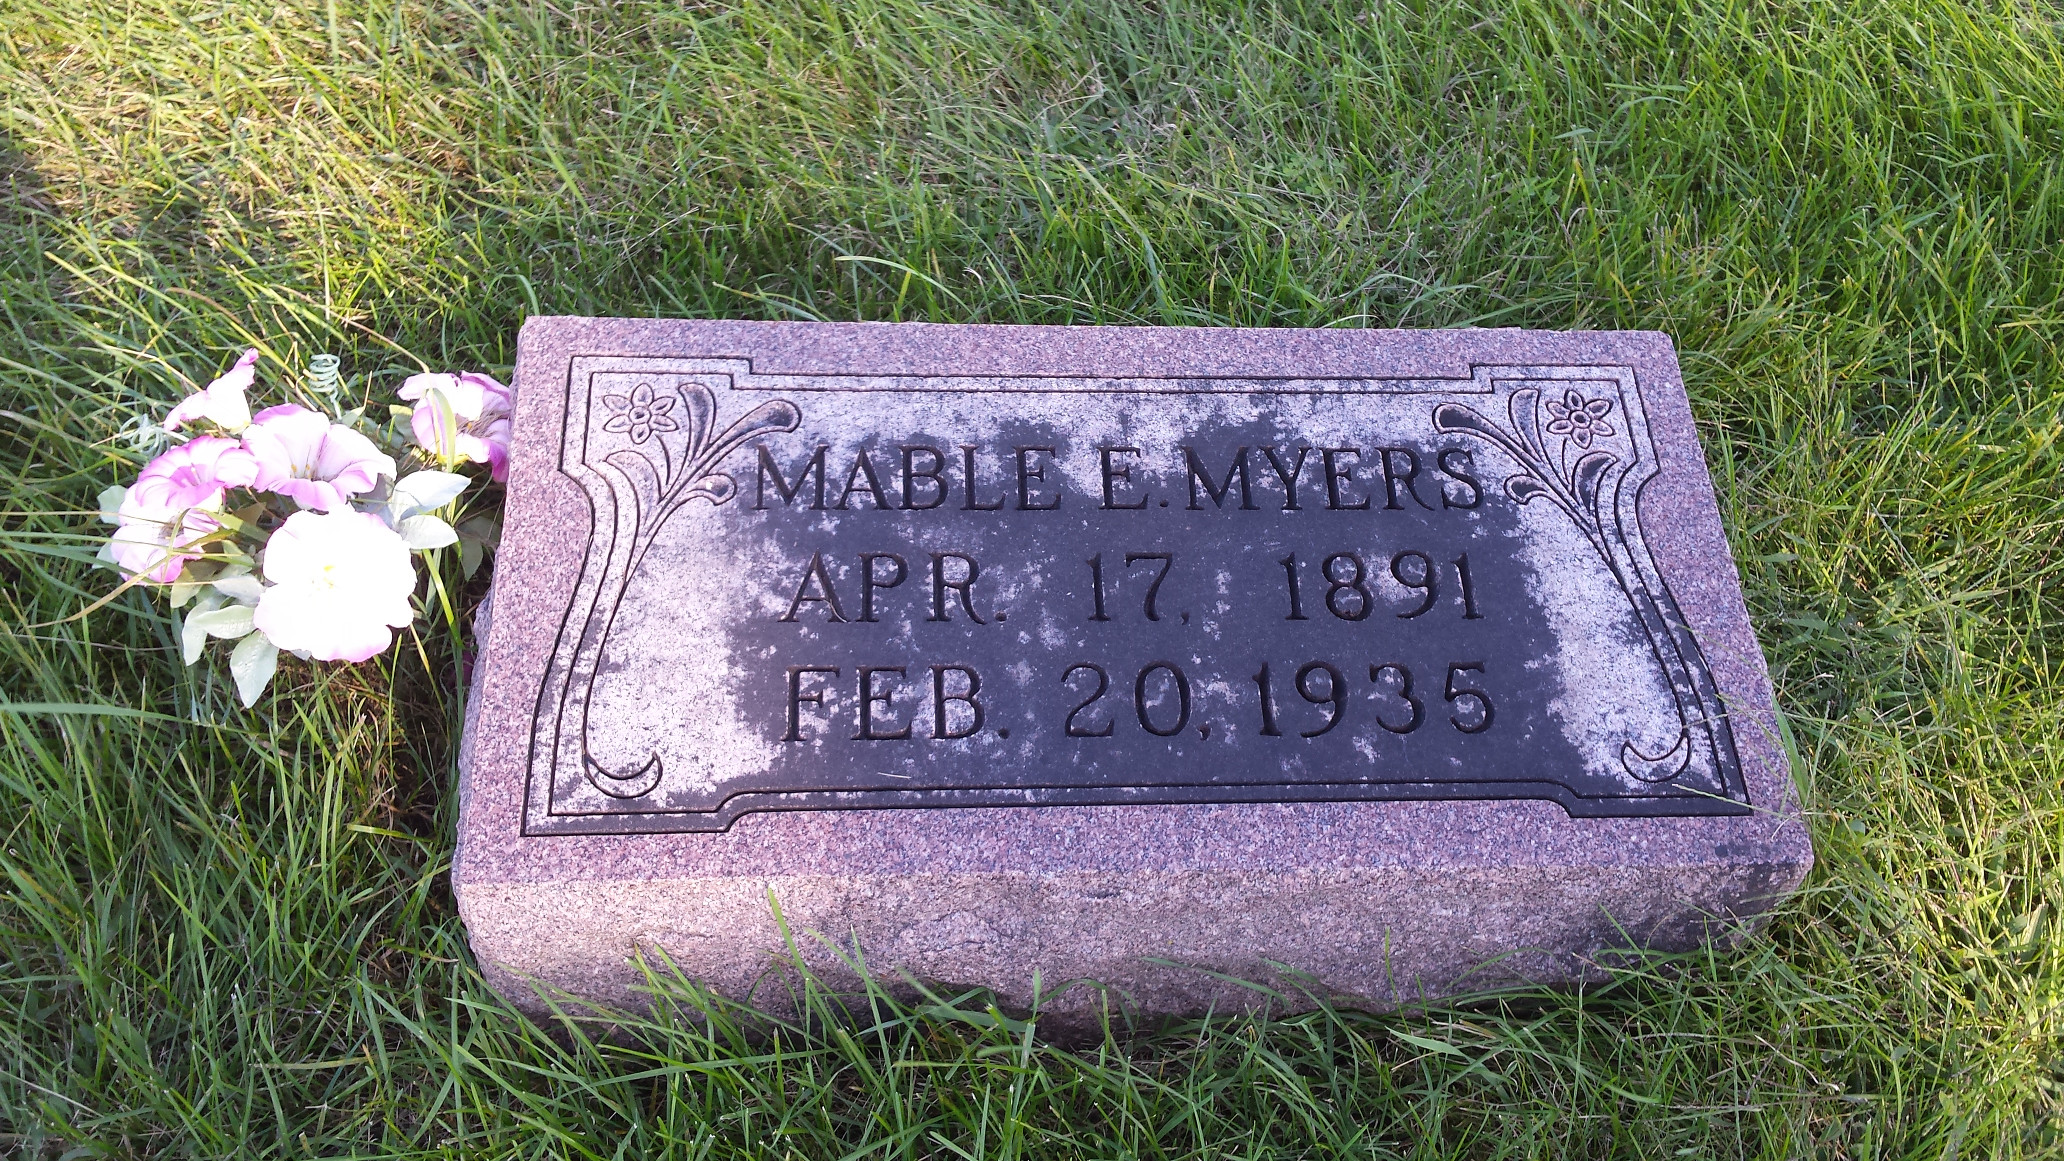 MABLE E. MYERS
APR. 17, 1891
FEB. 20, 1935